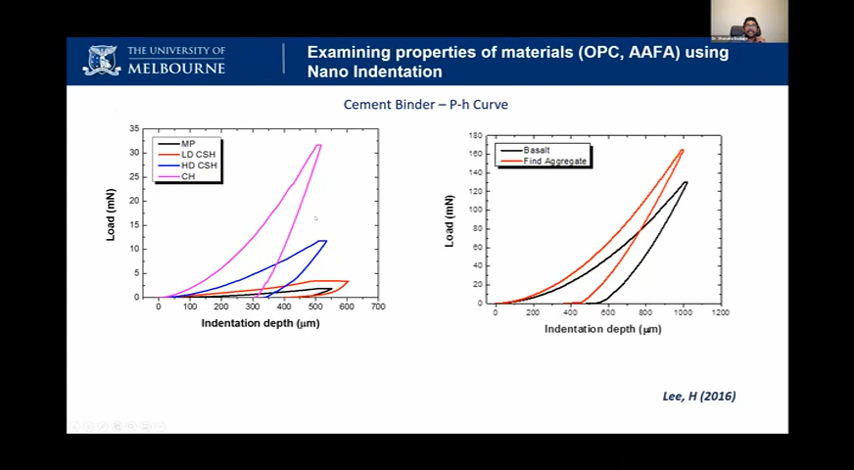 THE UNIVERSITY OF
MELBOURNE
Examining properties of materials (OPC, AAFA) using
Nano Indentation
Cement Binder – P-h Curve
35
30
25
20
15
10
5
0
Load (mN)
MP
LD CSH
HD CSH
CH
0 100 200 300 400 500 600 700
Indentation depth (μm)
180
160
140
120
100
80
60
40
20
0
Load (mN)
Basalt
Find Aggregate
0 200 400 600 800 1000 1200
Indentation depth (μm)
Lee, H (2016)